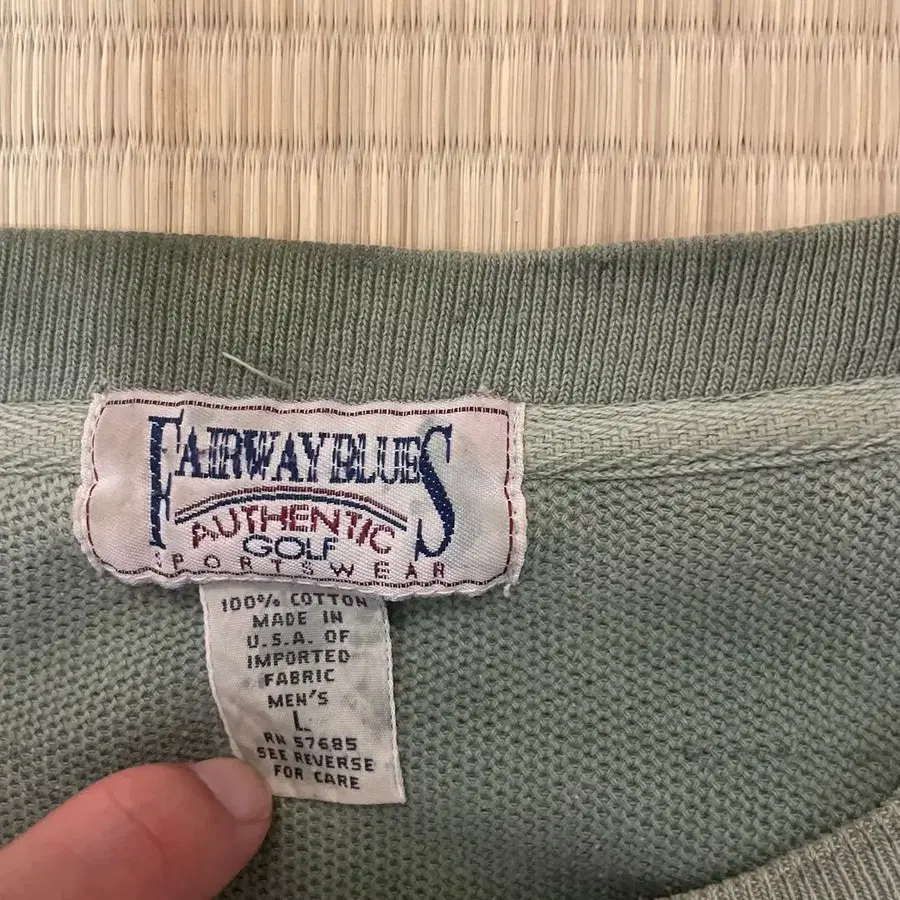 FAIRWAY BLUES
AUTHENTIC
GOLF
SPORTSWEAR
100% COTTON
MADE IN
U.S.A. OF
IMPORTED
FABRIC
MEN'S
L
RN 57685
SEE REVERSE
FOR CARE